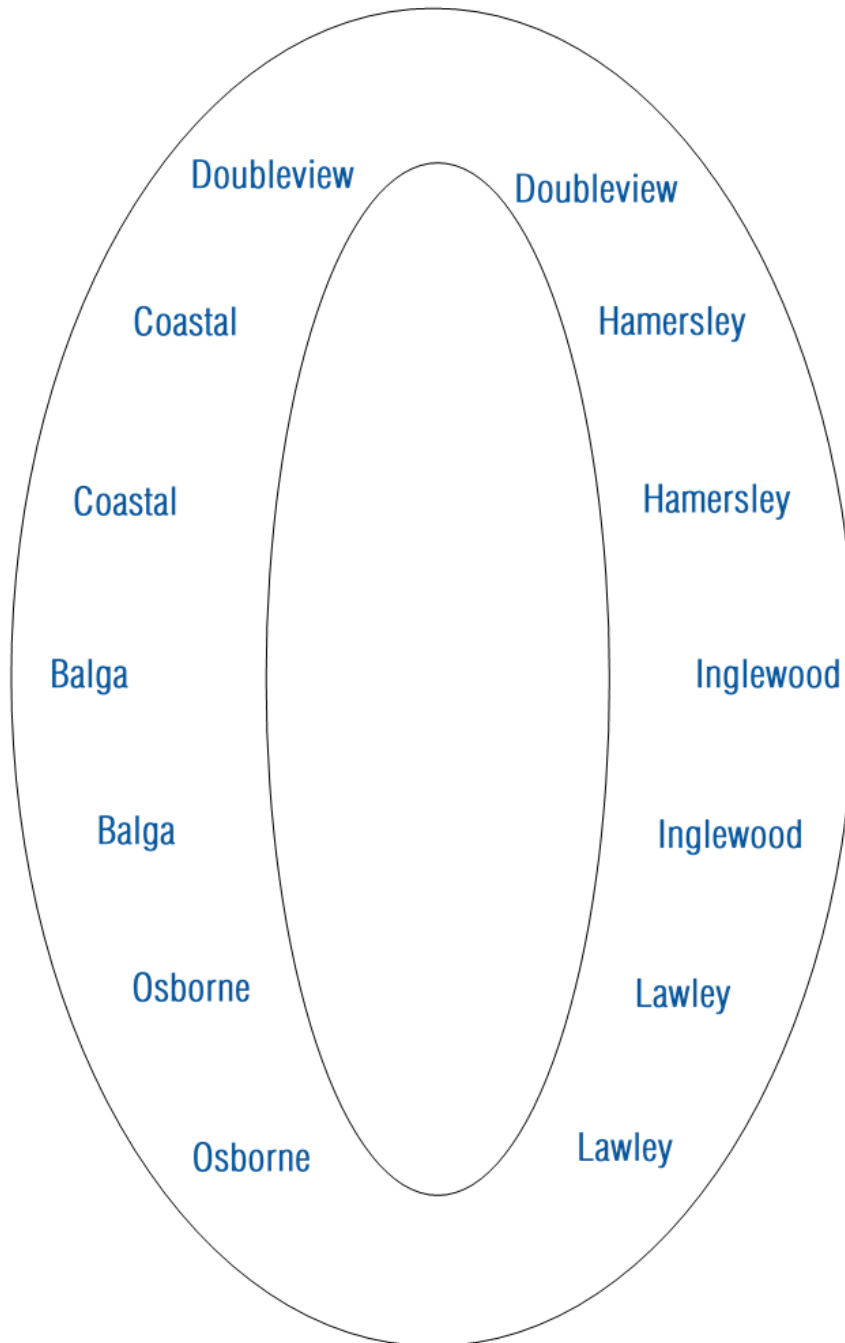 Doubleview
Doubleview
Coastal
Hamersley
Coastal
Hamersley
Balga
Inglewood
Balga
Inglewood
Osborne
Lawley
Osborne
Lawley